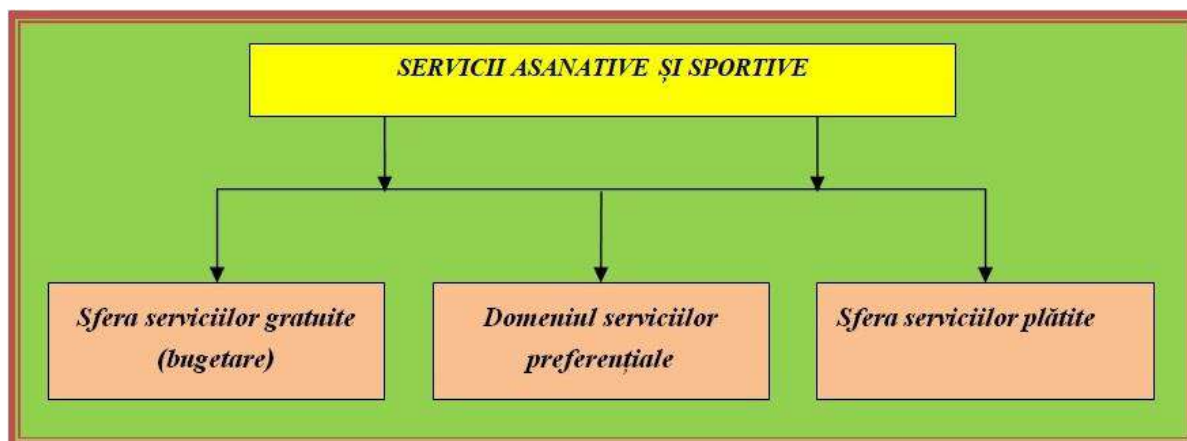 SERVICII ASANATIVE ȘI SPORTIVE
Sfera serviciilor gratuite
(bugetare)
Domeniul serviciilor
preferențiale
Sfera serviciilor plătite